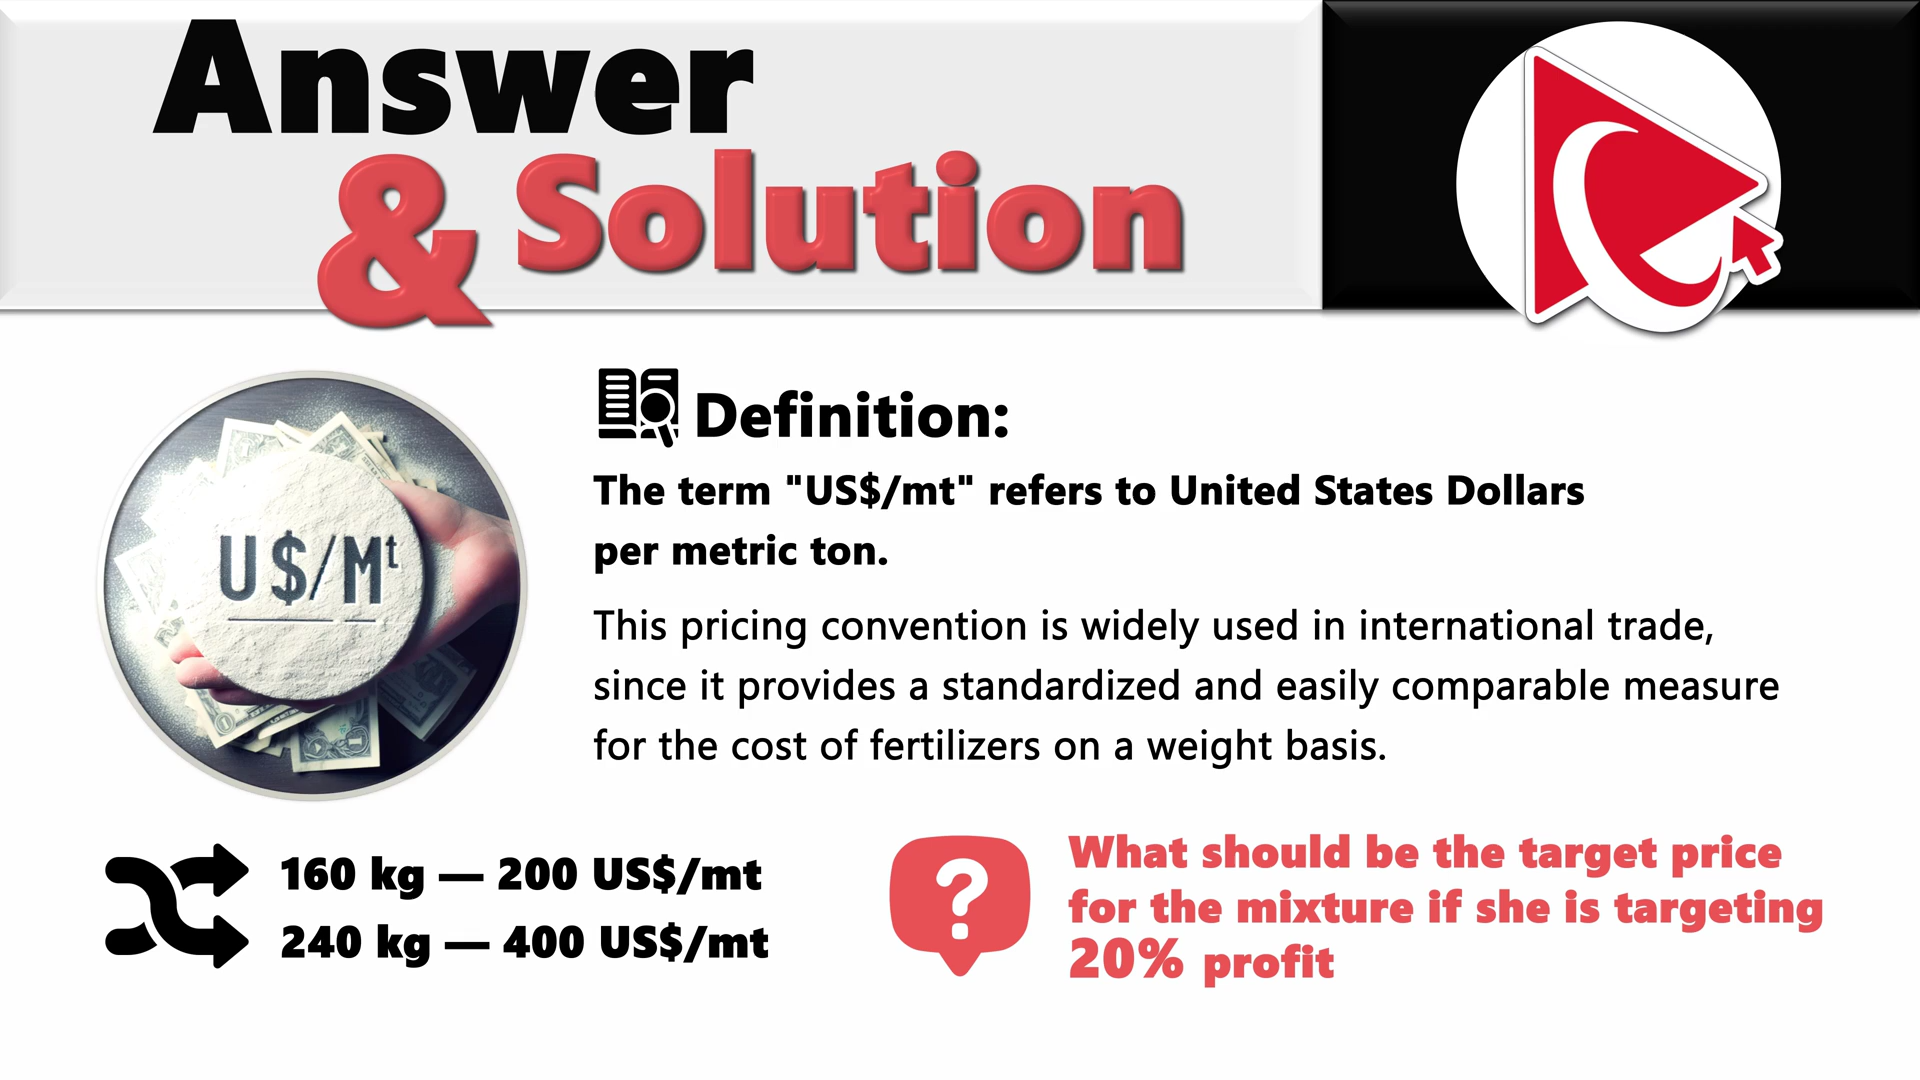 Answer
& Solution
U$/Mt
Definition:
The term "US$/mt" refers to United States Dollars
per metric ton.
This pricing convention is widely used in international trade,
since it provides a standardized and easily comparable measure
for the cost of fertilizers on a weight basis.
160 kg — 200 US$/mt
240 kg — 400 US$/mt
?
What should be the target price
for the mixture if she is targeting
20% profit